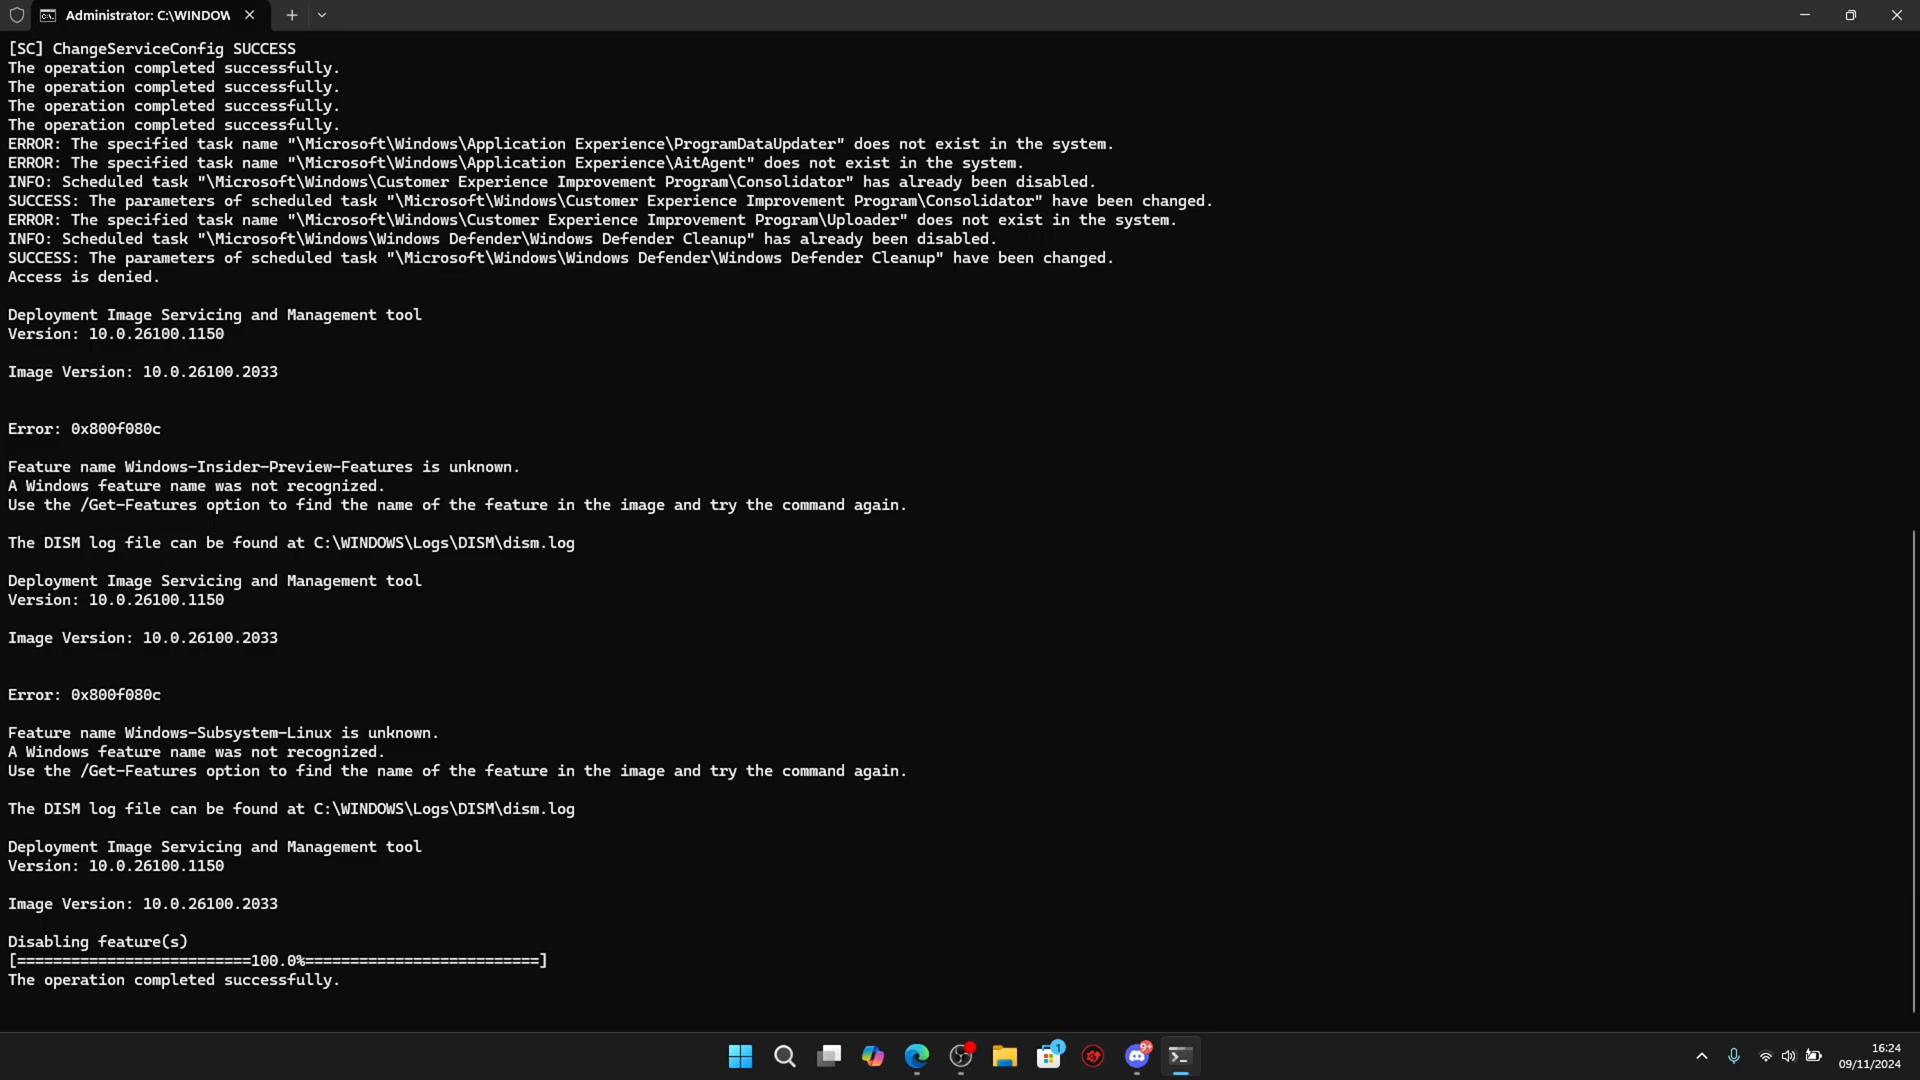 Administrator: C:\WINDOW
[SC] ChangeServiceConfig SUCCESS
The operation completed successfully.
The operation completed successfully.
The operation completed successfully.
The operation completed successfully.
ERROR: The specified task name "\Microsoft\Windows\Application Experience\ProgramDataUpdater" does not exist in the system.
ERROR: The specified task name "\Microsoft\Windows\Application Experience\AitAgent" does not exist in the system.
INFO: Scheduled task "\Microsoft\Windows\Customer Experience Improvement Program\Consolidator" has already been disabled.
SUCCESS: The parameters of scheduled task "\Microsoft\Windows\Customer Experience Improvement Program\Consolidator" have been changed.
ERROR: The specified task name "\Microsoft\Windows\Customer Experience Improvement Program\Uploader" does not exist in the system.
INFO: Scheduled task "\Microsoft\Windows\Windows Defender\Windows Defender Cleanup" has already been disabled.
SUCCESS: The parameters of scheduled task "\Microsoft\Windows\Windows Defender\Windows Defender Cleanup" have been changed.
Access is denied.
Deployment Image Servicing and Management tool
Version: 10.0.26100.1150
Image Version: 10.0.26100.2033
Error: 0x800f080c
Feature name Windows-Insider-Preview-Features is unknown.
A Windows feature name was not recognized.
Use the /Get-Features option to find the name of the feature in the image and try the command again.
The DISM log file can be found at C:\WINDOWS\Logs\DISM\dism.log
Deployment Image Servicing and Management tool
Version: 10.0.26100.1150
Image Version: 10.0.26100.2033
Error: 0x800f080c
Feature name Windows-Subsystem-Linux is unknown.
A Windows feature name was not recognized.
Use the /Get-Features option to find the name of the feature in the image and try the command again.
The DISM log file can be found at C:\WINDOWS\Logs\DISM\dism.log
Deployment Image Servicing and Management tool
Version: 10.0.26100.1150
Image Version: 10.0.26100.2033
Disabling feature(s)
[==========================100.0%==========================]
The operation completed successfully.
1
9+
16:24
09/11/2024